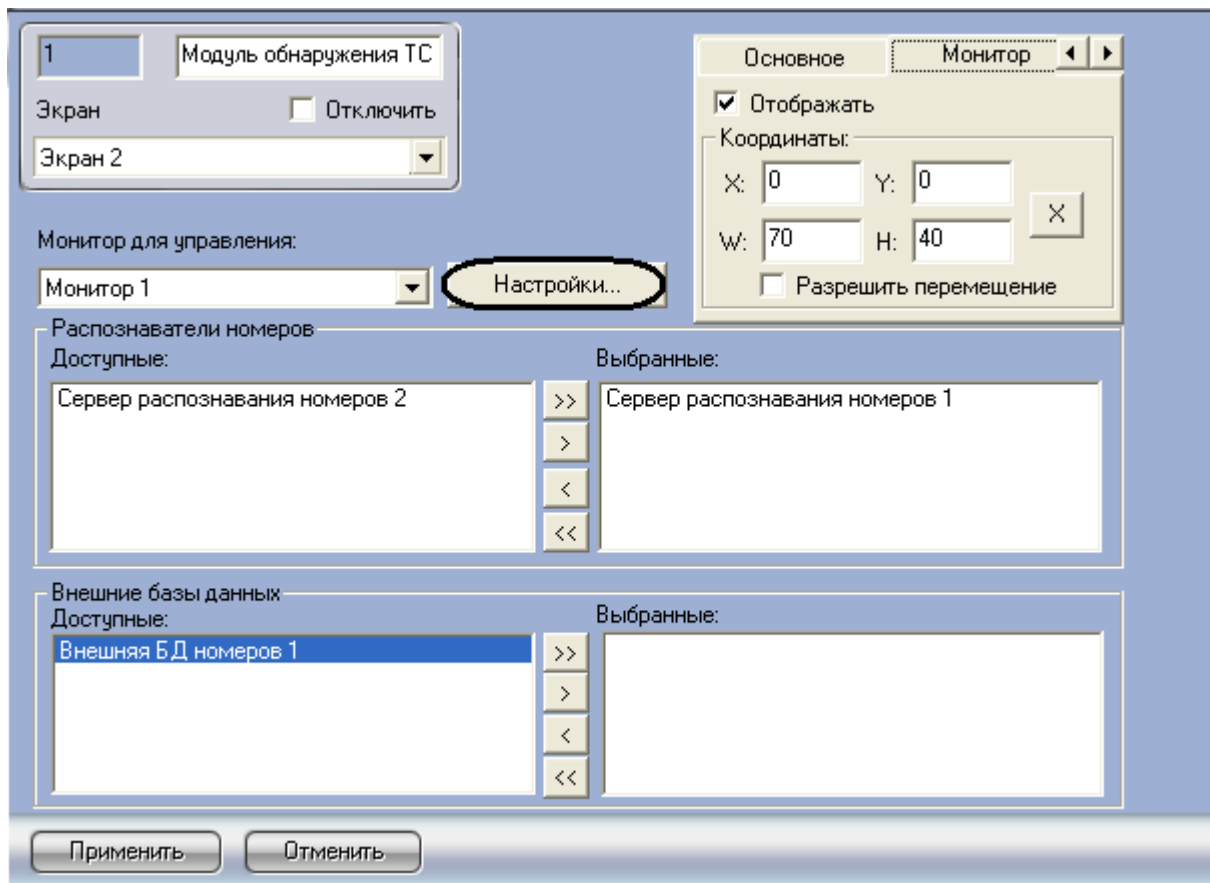 1
Модуль обнаружения ТС
Экран
Отключить
Экран 2
Основное
Монитор
Отображать
Координаты:
X: 0 Y: 0
X
W: 70 H: 40
Разрешить перемещение
Монитор для управления:
Монитор 1
Настройки...
Распознаватели номеров
Доступные:
Выбранные:
Сервер распознавания номеров 2
>>
Сервер распознавания номеров 1
>
<
<<
Внешние базы данных
Доступные:
Выбранные:
Внешняя БД номеров 1
>>
>
<
<<
Применить
Отменить